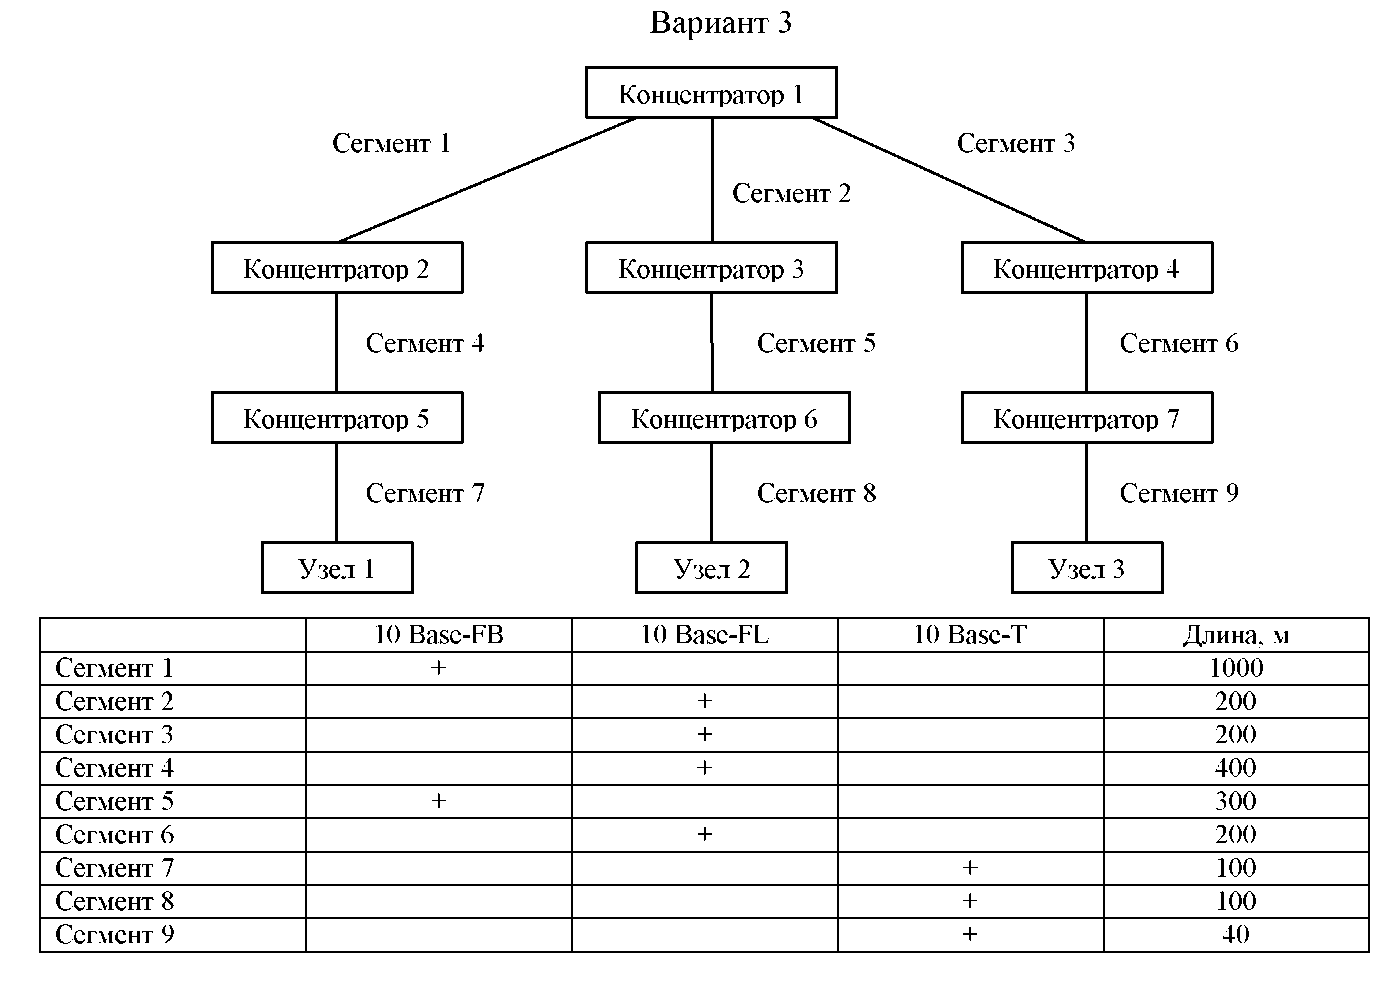 Вариант 3
Концентратор 1
Сегмент 1
Сегмент 3
Сегмент 2
Концентратор 2 Концентратор 3 Концентратор 4
Сегмент 4 Сегмент 5 Сегмент 6
Концентратор 5 Концентратор 6 Концентратор 7
Сегмент 7 Сегмент 8 Сегмент 9
Узел 1 Узел 2 Узел 3
10 Base-FB 10 Base-FL 10 Base-T Длина, м
Сегмент 1 + 1000
Сегмент 2 + 200
Сегмент 3 + 200
Сегмент 4 + 400
Сегмент 5 + 300
Сегмент 6 + 200
Сегмент 7 + 100
Сегмент 8 + 100
Сегмент 9 + 40